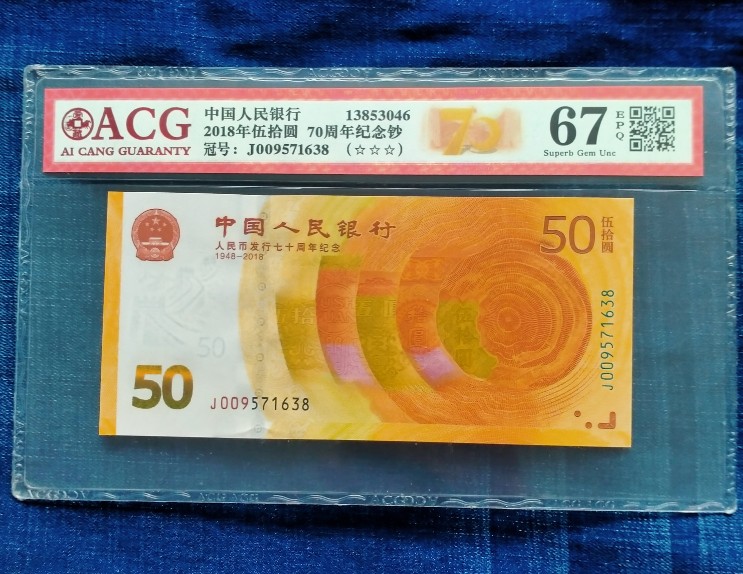 ACG
AI CANG GUARANTY
中国人民银行 13853046
2018年伍拾圆 70周年纪念钞
冠号: J009571638 (☆☆☆)
70
67
EPQ
Superb Gem Unc
中国人民银行
人民币发行七十周年纪念
1948-2018
50
伍拾圆
50
50
J009571638
J009571638